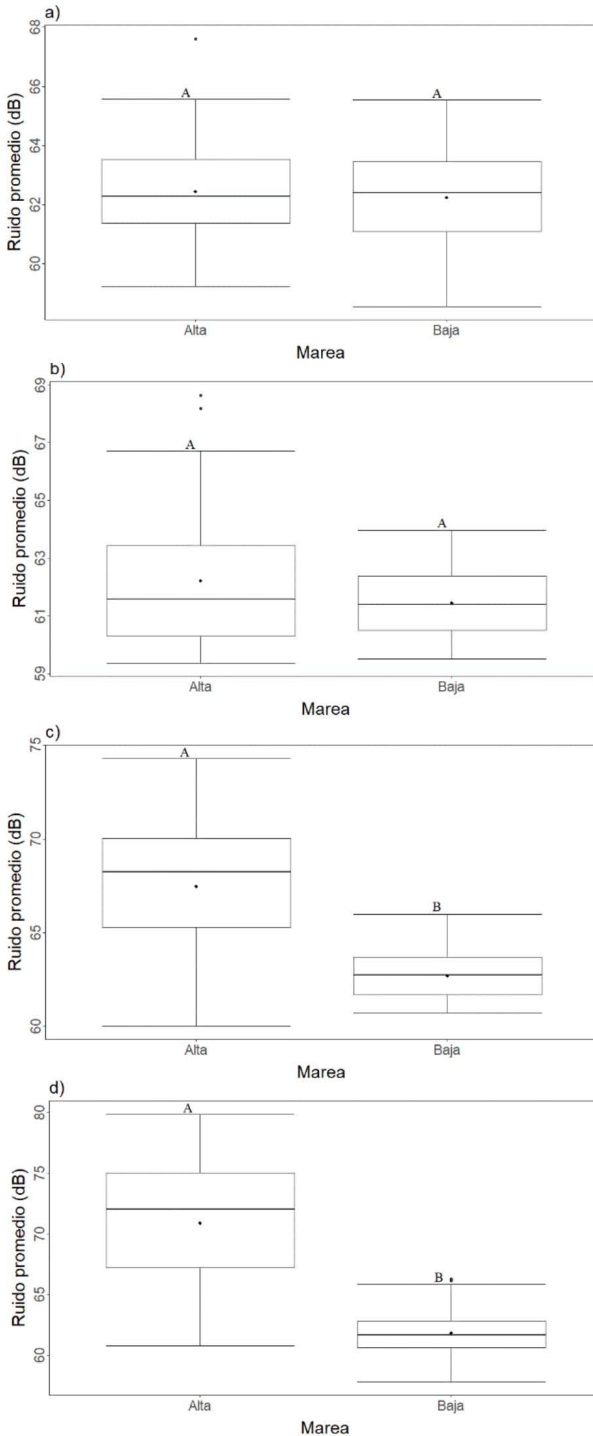 a)
68
66
64
62
60
Ruido promedio (dB)
A
A
Alta
Baja
Marea
b)
69
67
65
63
61
59
Ruido promedio (dB)
A
A
Alta
Baja
Marea
c)
75
70
65
60
Ruido promedio (dB)
A
B
Alta
Baja
Marea
d)
80
75
70
65
60
Ruido promedio (dB)
A
B
Alta
Baja
Marea